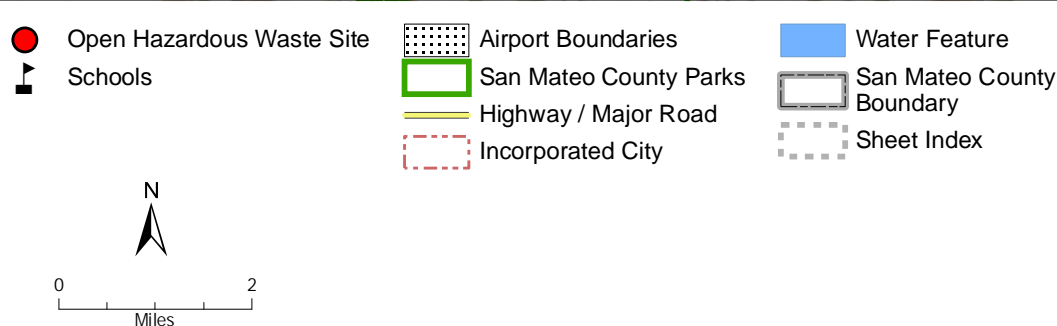 Open Hazardous Waste Site
Schools
Airport Boundaries
San Mateo County Parks
Highway / Major Road
Incorporated City
Water Feature
San Mateo County
Boundary
Sheet Index
N
0 2
Miles